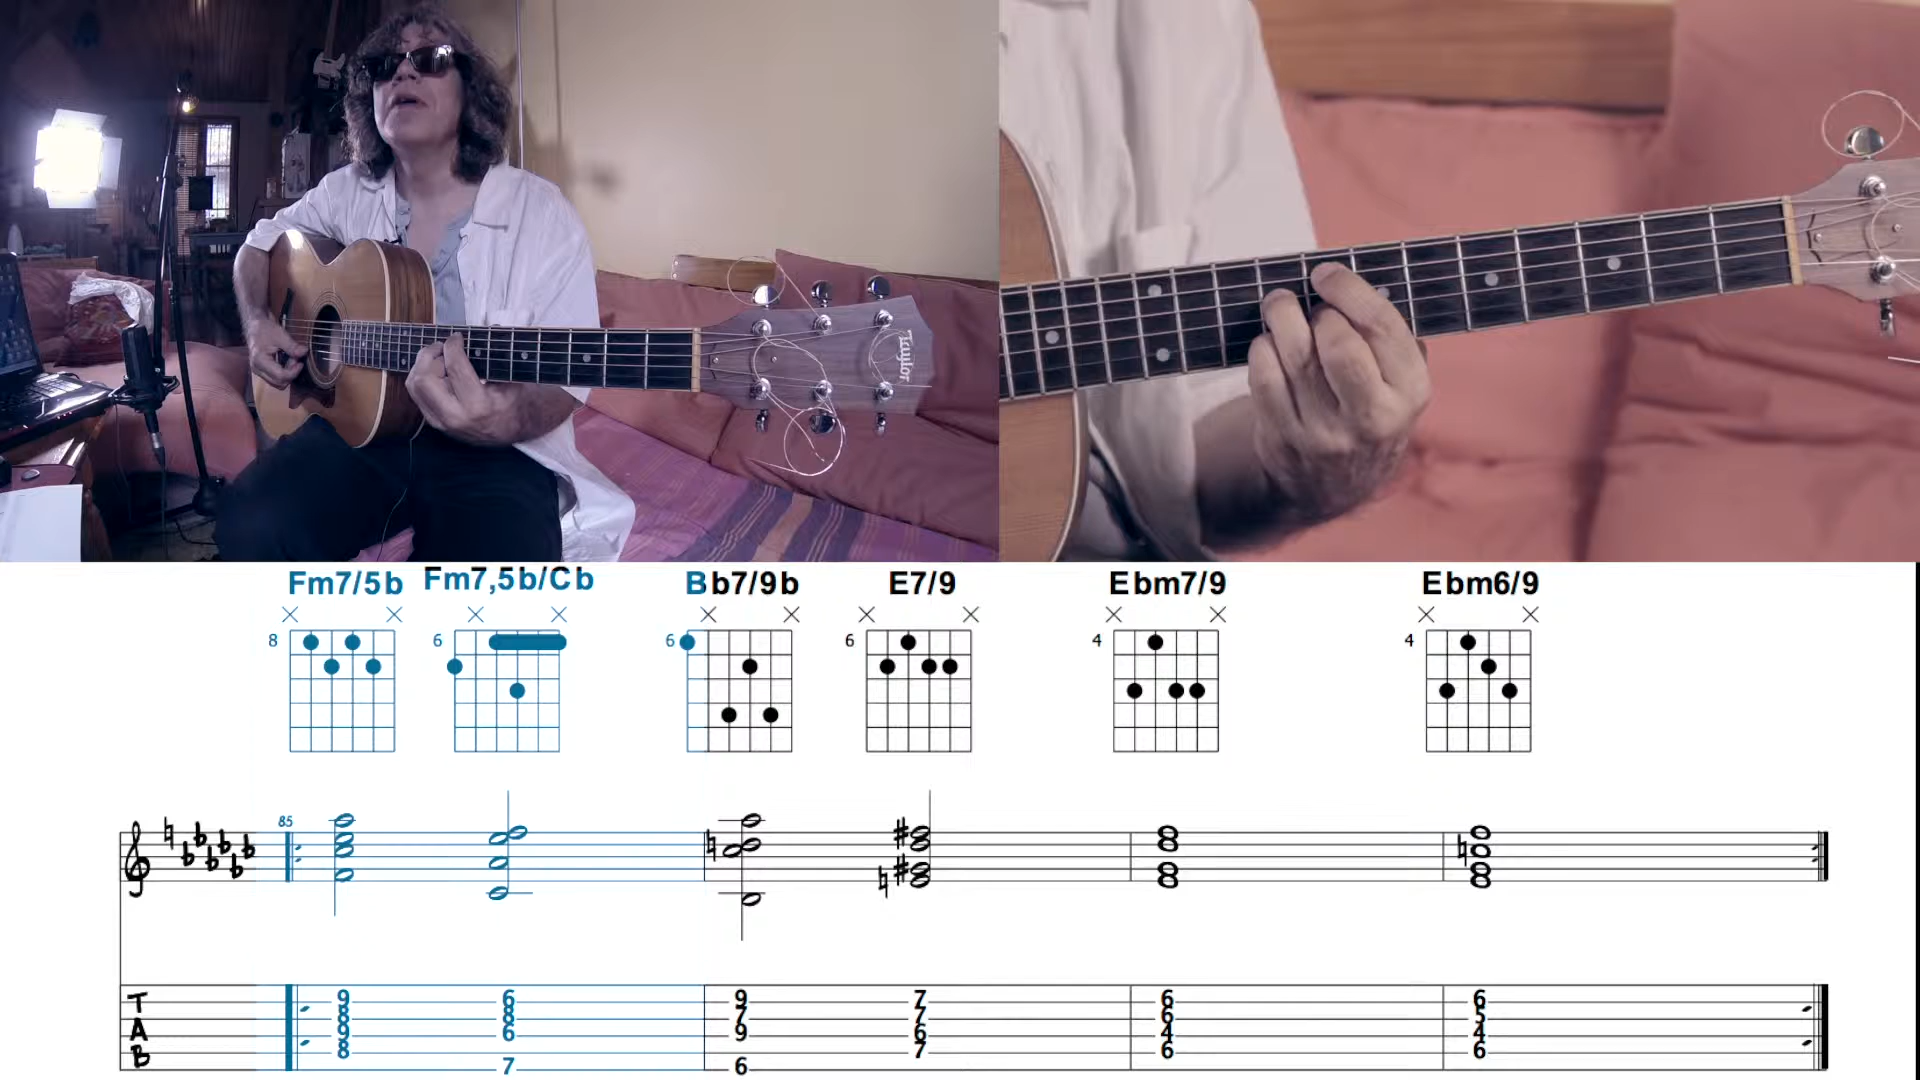 Taylor
Fm7/5b Fm7,5b/Cb Bb7/9b E7/9 Ebm7/9 Ebm6/9
8 6 6 6 4 4
85
T A B
9 6 9 7 6 6
8 8 7 7 6 5
9 6 9 6 4 4
8 7 6 6
7 6